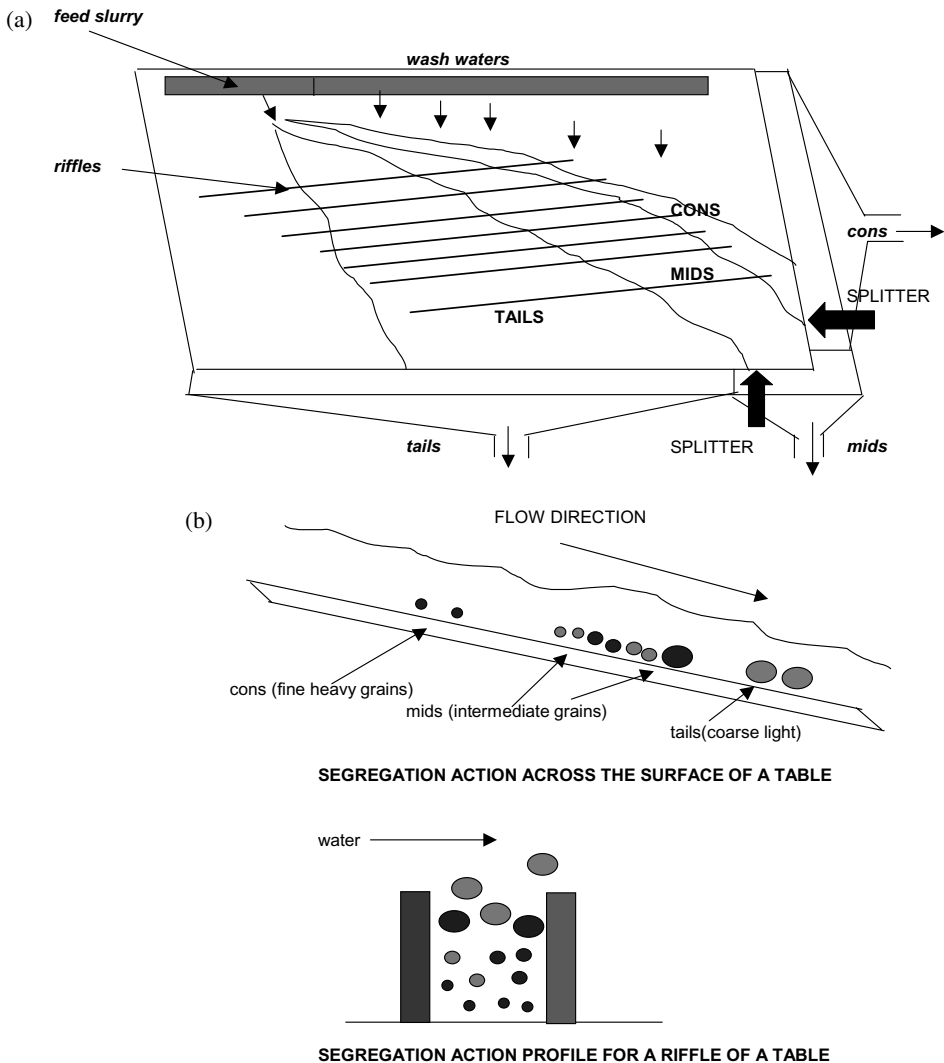 (a)
feed slurry
wash waters
riffles
CONS
cons
MIDS
SPLITTER
TAILS
tails
SPLITTER
mids
(b)
FLOW DIRECTION
cons (fine heavy grains)
mids (intermediate grains)
tails(coarse light)
SEGREGATION ACTION ACROSS THE SURFACE OF A TABLE
water
SEGREGATION ACTION PROFILE FOR A RIFFLE OF A TABLE